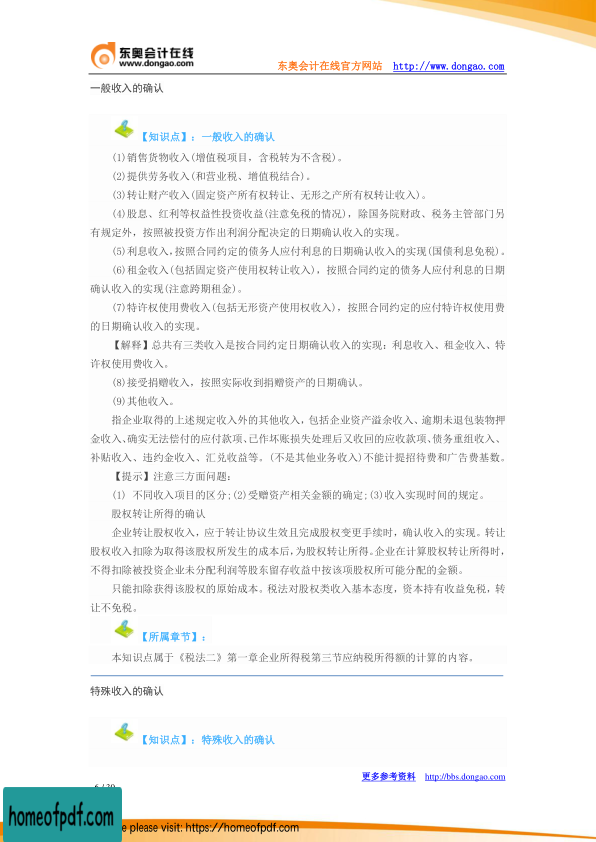 东奥会计在线
www.dongao.com
东奥会计在线官方网站 http://www.dongao.com
一般收入的确认
【知识点】：一般收入的确认
(1)销售货物收入(增值税项目，含税转为不含税)。
(2)提供劳务收入(和营业税、增值税结合)。
(3)转让财产收入(固定资产所有权转让、无形之产所有权转让收入)。
(4)股息、红利等权益性投资收益(注意免税的情况)，除国务院财政、税务主管部门另
有规定外，按照被投资方作出利润分配决定的日期确认收入的实现。
(5)利息收入，按照合同约定的债务人应付利息的日期确认收入的实现(国债利息免税)。
(6)租金收入(包括固定资产使用权转让收入)，按照合同约定的债务人应付利息的日期
确认收入的实现(注意跨期租金)。
(7)特许权使用费收入(包括无形资产使用权收入)，按照合同约定的应付特许权使用费
的日期确认收入的实现。
【解释】总共有三类收入是按合同约定日期确认收入的实现：利息收入、租金收入、特
许权使用费收入。
(8)接受捐赠收入，按照实际收到捐赠资产的日期确认。
(9)其他收入。
指企业取得的上述规定收入外的其他收入，包括企业资产溢余收入、逾期未退包装物押
金收入、确实无法偿付的应付款项、已作坏账损失处理后又收回的应收款项、债务重组收入、
补贴收入、违约金收入、汇兑收益等。(不是其他业务收入)不能计提招待费和广告费基数。
【提示】注意三方面问题：
(1) 不同收入项目的区分;(2)受赠资产相关金额的确定;(3)收入实现时间的规定。
股权转让所得的确认
企业转让股权收入，应于转让协议生效且完成股权变更手续时，确认收入的实现。转让
股权收入扣除为取得该股权所发生的成本后，为股权转让所得。企业在计算股权转让所得时，
不得扣除被投资企业未分配利润等股东留存收益中按该项股权所可能分配的金额。
只能扣除获得该股权的原始成本。税法对股权类收入基本态度，资本持有收益免税，转
让不免税。
【所属章节】：
本知识点属于《税法二》第一章企业所得税第三节应纳税所得额的计算的内容。
特殊收入的确认
【知识点】：特殊收入的确认
更多参考资料 http://bbs.dongao.com
homeofpdf.com
e please visit: https://homeofpdf.com